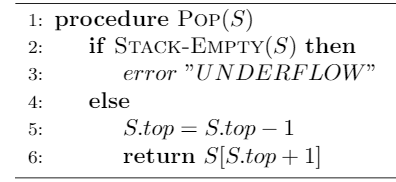 1: procedure POP(S)
2: if STACK-EMPTY(S) then
3: error "UNDERFLOW"
4: else
5: S.top = S.top − 1
6: return S[S.top + 1]